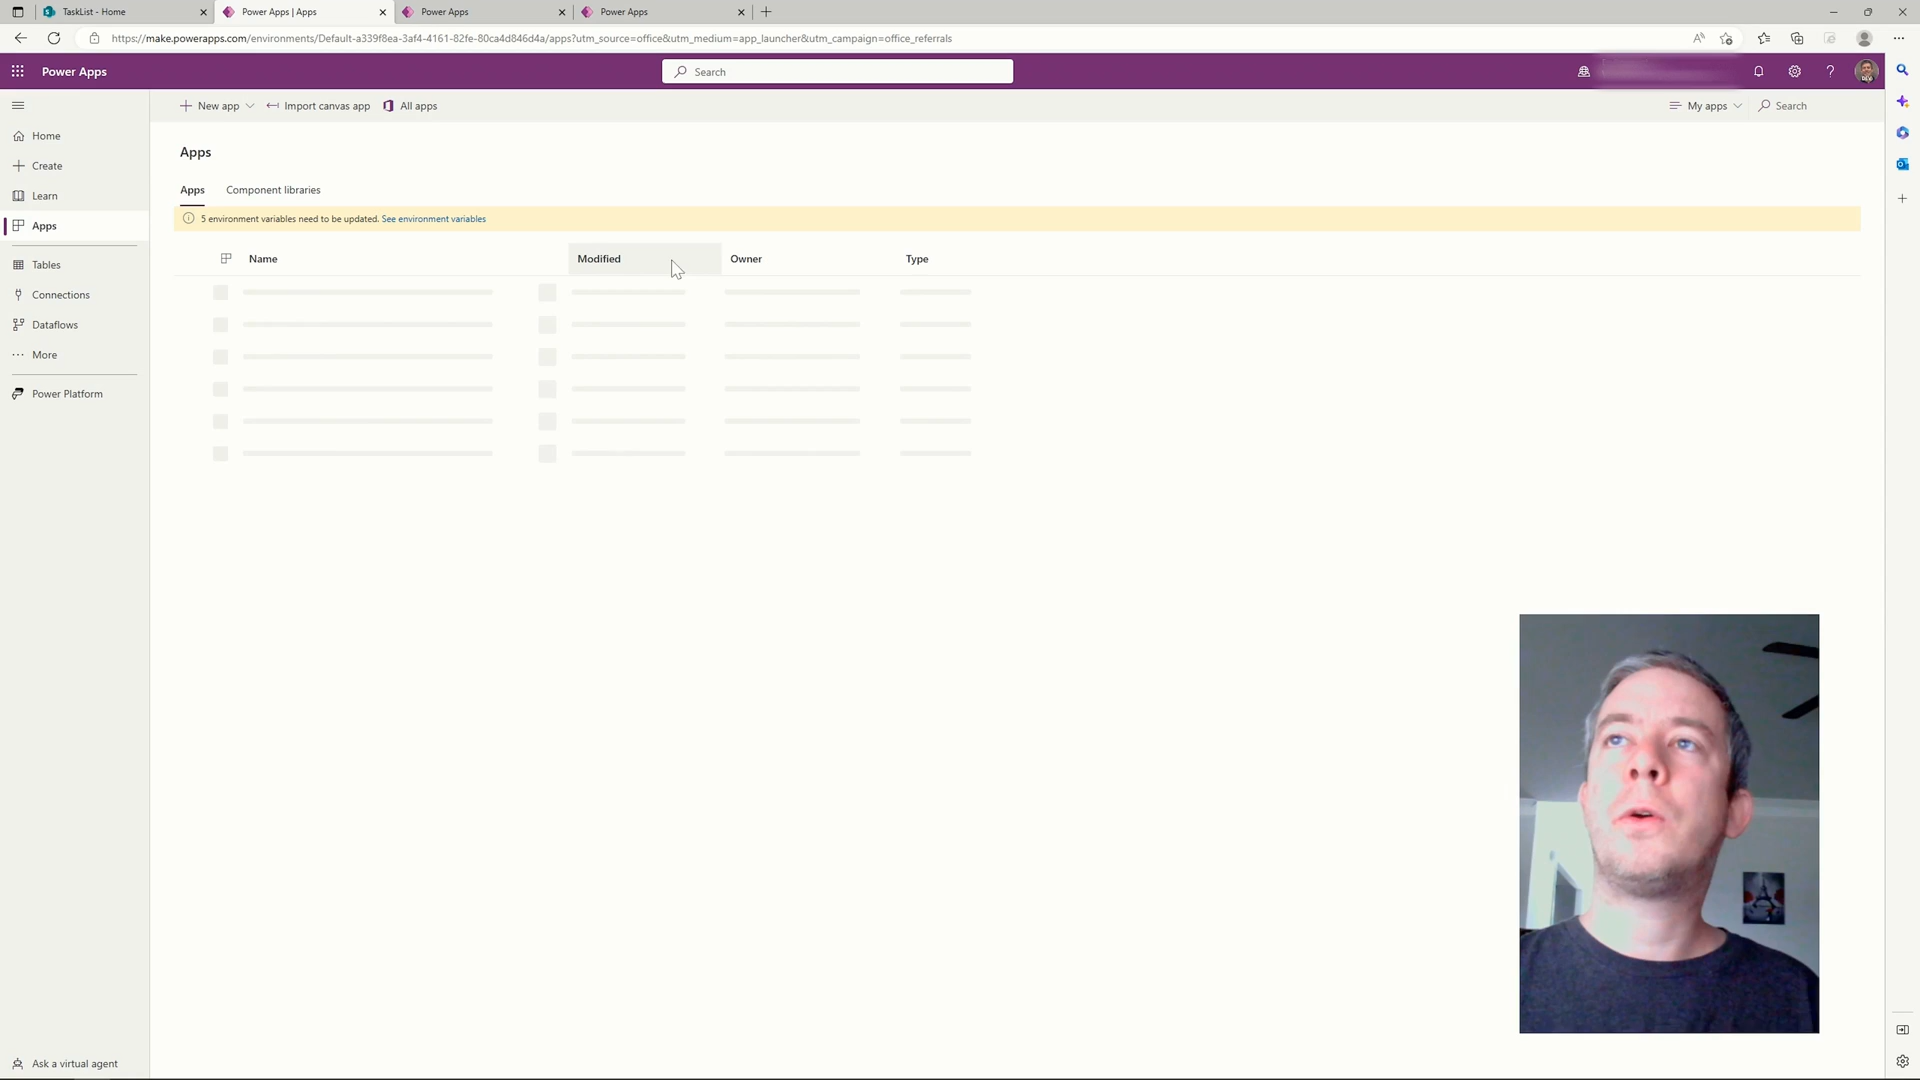 TaskList - Home
Power Apps | Apps
Power Apps
Power Apps
https://make.powerapps.com/environments/Default-a339f8ea-3af4-4161-82fe-80ca4d846d4a/apps?utm_source=office&utm_medium=app_launcher&utm_campaign=office_referrals
Power Apps
Search
New app
Import canvas app
All apps
My apps
Search
Home
Create
Learn
Apps
Tables
Connections
Dataflows
More
Power Platform
Ask a virtual agent
Apps
Apps
Component libraries
5 environment variables need to be updated. See environment variables
Name
Modified
Owner
Type